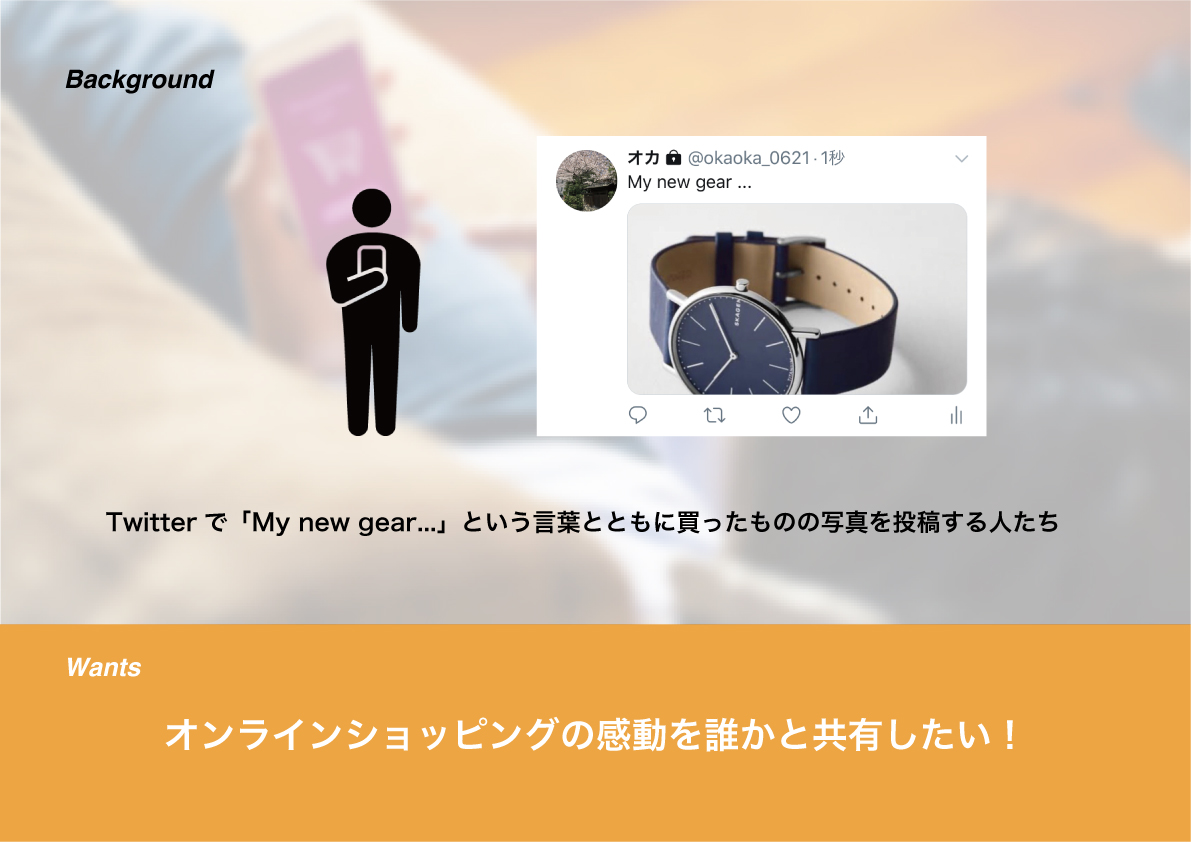 Background
オカ @okaoka_0621 · 1秒
My new gear ...
SKAGEN
Twitter で「My new gear...」という言葉とともに買ったものの写真を投稿する人たち
Wants
オンラインショッピングの感動を誰かと共有したい！